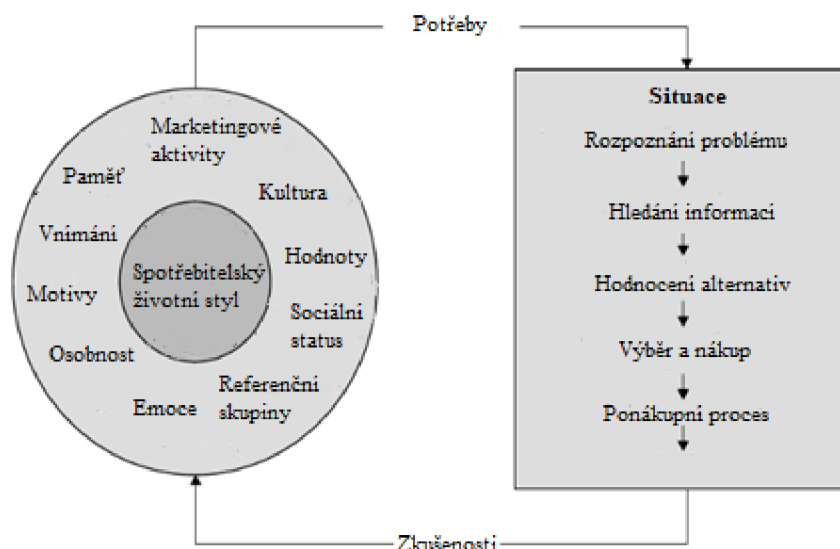 Potřeby
Marketingové
aktivity
Paměť
Kultura
Vnímání
Hodnoty
Spotřebitelský
životní styl
Motivy
Sociální
status
Osobnost
Referenční
skupiny
Emoce
Situace
Rozpoznání problému
Hledání informací
Hodnocení alternativ
Výběr a nákup
Ponákupní proces
Zkušenosti